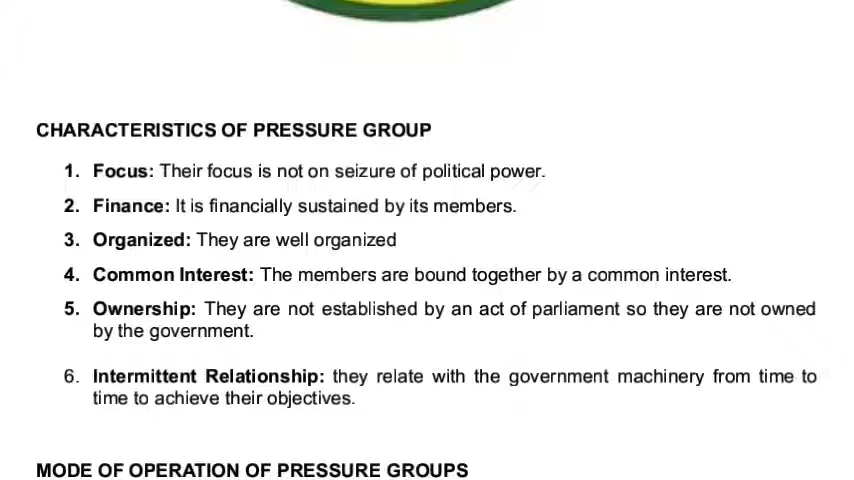 CHARACTERISTICS OF PRESSURE GROUP
1. Focus: Their focus is not on seizure of political power.
2. Finance: It is financially sustained by its members.
3. Organized: They are well organized
4. Common Interest: The members are bound together by a common interest.
5. Ownership: They are not established by an act of parliament so they are not owned
by the government.
6. Intermittent Relationship: they relate with the government machinery from time to
time to achieve their objectives.
MODE OF OPERATION OF PRESSURE GROUPS